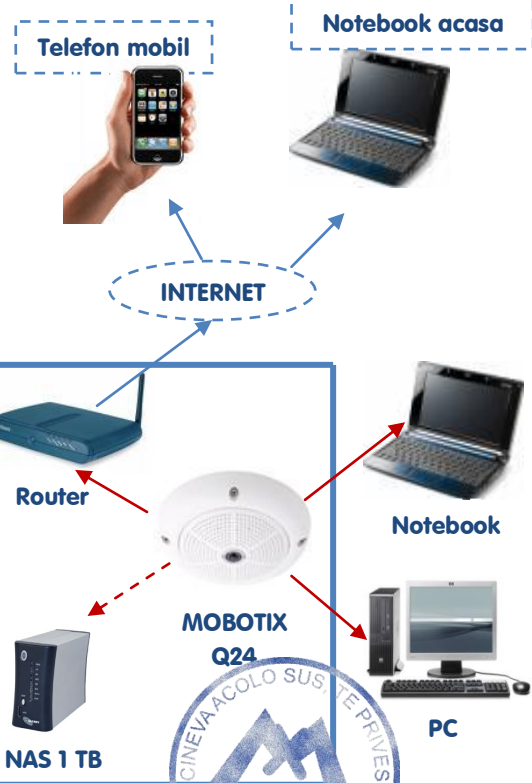 Telefon mobil
Notebook acasa
INTERNET
Router
Notebook
MOBOTIX
Q24
CINEVA ACOLO SUS, TE PRIVES
PC
NAS 1 TB